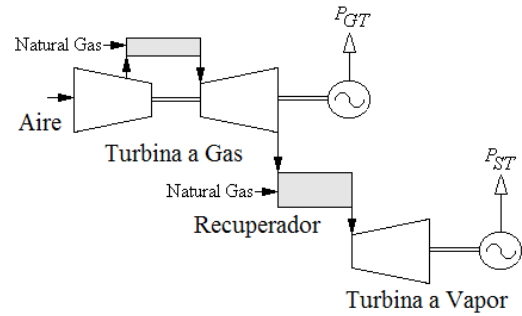 P_GT
Natural Gas
Aire
Turbina a Gas
P_ST
Natural Gas
Recuperador
Turbina a Vapor